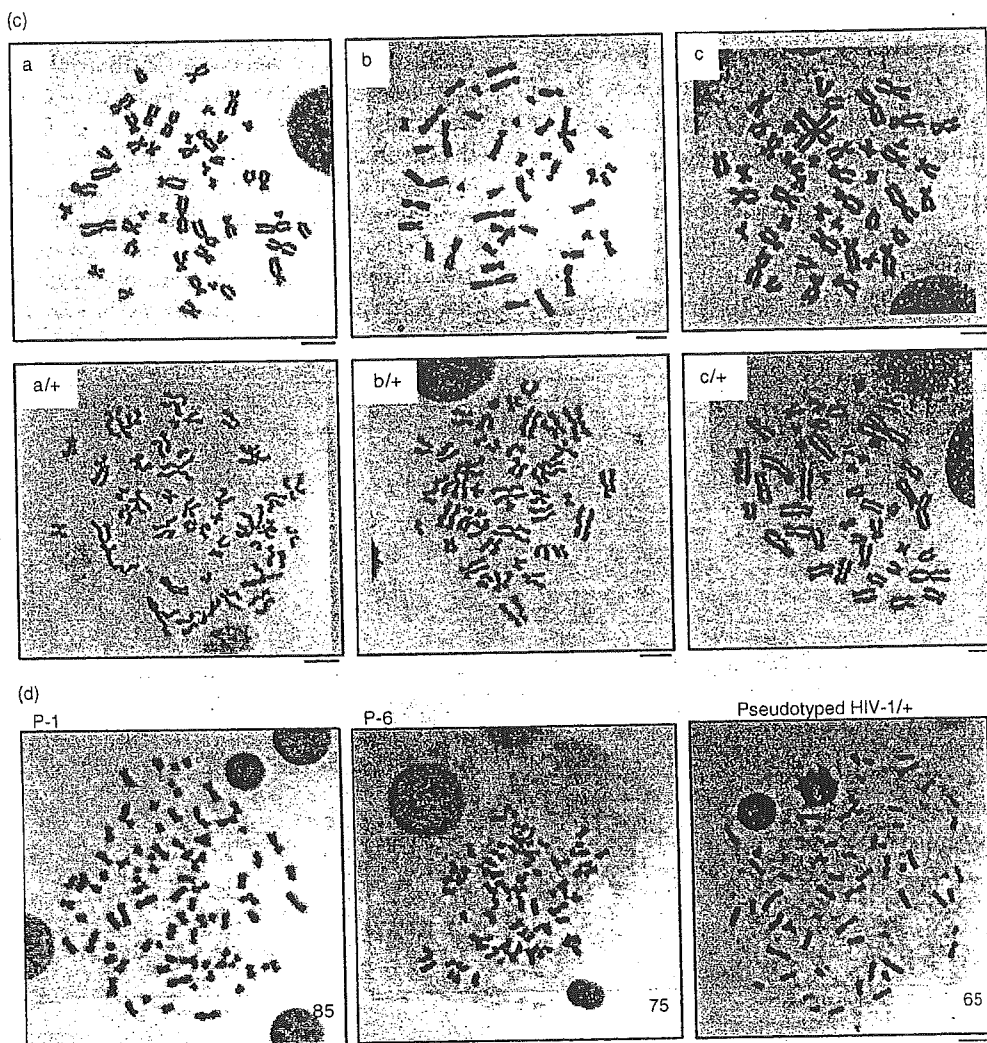 (c)
a
b
c
a/+
b/+
c/+
(d)
P-1
P-6
Pseudotyped HIV-1/+
85
75
65